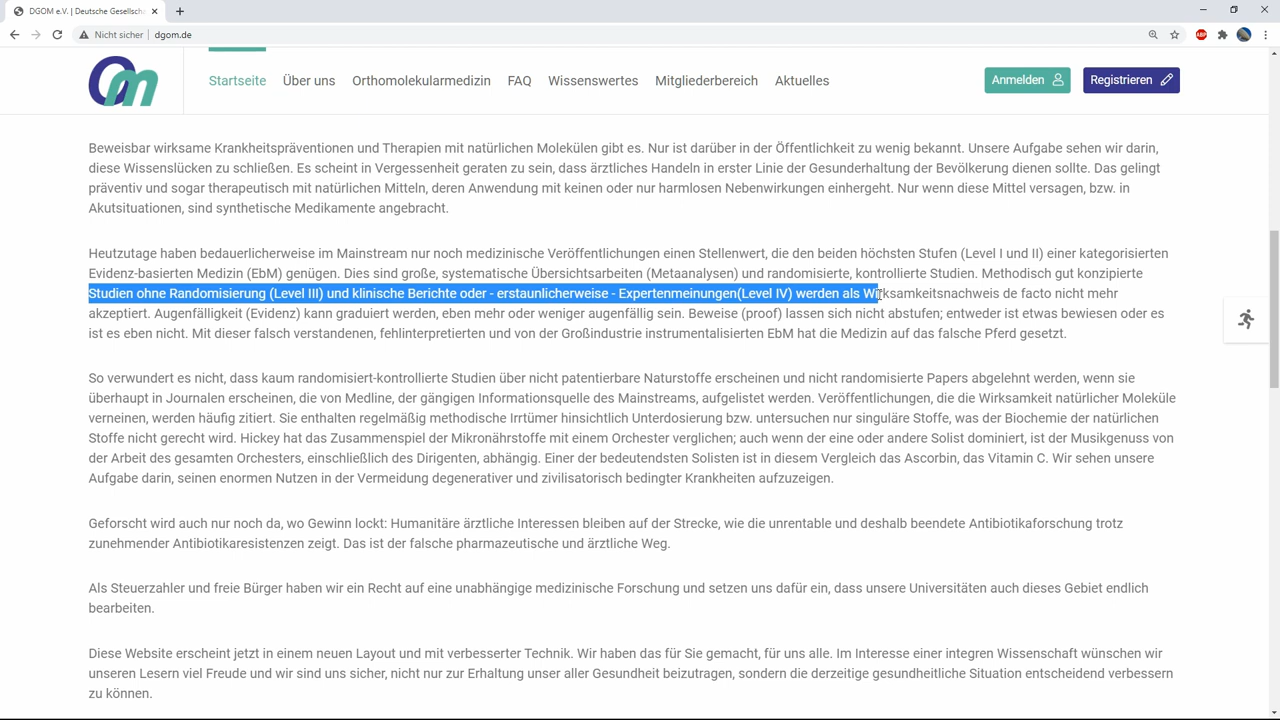 DGOM e.V. | Deutsche Gesellscha
Nicht sicher | dgom.de
ABP
Om
Startseite Über uns Orthomolekularmedizin FAQ Wissenswertes Mitgliederbereich Aktuelles Anmelden Registrieren
Beweisbar wirksame Krankheitspräventionen und Therapien mit natürlichen Molekülen gibt es. Nur ist darüber in der Öffentlichkeit zu wenig bekannt. Unsere Aufgabe sehen wir darin,
diese Wissenslücken zu schließen. Es scheint in Vergessenheit geraten zu sein, dass ärztliches Handeln in erster Linie der Gesunderhaltung der Bevölkerung dienen sollte. Das gelingt
präventiv und sogar therapeutisch mit natürlichen Mitteln, deren Anwendung mit keinen oder nur harmlosen Nebenwirkungen einhergeht. Nur wenn diese Mittel versagen, bzw. in
Akutsituationen, sind synthetische Medikamente angebracht.
Heutzutage haben bedauerlicherweise im Mainstream nur noch medizinische Veröffentlichungen einen Stellenwert, die den beiden höchsten Stufen (Level I und II) einer kategorisierten
Evidenz-basierten Medizin (EbM) genügen. Dies sind große, systematische Übersichtsarbeiten (Metaanalysen) und randomisierte, kontrollierte Studien. Methodisch gut konzipierte
Studien ohne Randomisierung (Level III) und klinische Berichte oder - erstaunlicherweise - Expertenmeinungen(Level IV) werden als Wirksamkeitsnachweis de facto nicht mehr
akzeptiert. Augenfälligkeit (Evidenz) kann graduiert werden, eben mehr oder weniger augenfällig sein. Beweise (proof) lassen sich nicht abstufen; entweder ist etwas bewiesen oder es
ist es eben nicht. Mit dieser falsch verstandenen, fehlinterpretierten und von der Großindustrie instrumentalisierten EbM hat die Medizin auf das falsche Pferd gesetzt.
So verwundert es nicht, dass kaum randomisiert-kontrollierte Studien über nicht patentierbare Naturstoffe erscheinen und nicht randomisierte Papers abgelehnt werden, wenn sie
überhaupt in Journalen erscheinen, die von Medline, der gängigen Informationsquelle des Mainstreams, aufgelistet werden. Veröffentlichungen, die die Wirksamkeit natürlicher Moleküle
verneinen, werden häufig zitiert. Sie enthalten regelmäßig methodische Irrtümer hinsichtlich Unterdosierung bzw. untersuchen nur singuläre Stoffe, was der Biochemie der natürlichen
Stoffe nicht gerecht wird. Hickey hat das Zusammenspiel der Mikronährstoffe mit einem Orchester verglichen; auch wenn der eine oder andere Solist dominiert, ist der Musikgenuss von
der Arbeit des gesamten Orchesters, einschließlich des Dirigenten, abhängig. Einer der bedeutendsten Solisten ist in diesem Vergleich das Ascorbin, das Vitamin C. Wir sehen unsere
Aufgabe darin, seinen enormen Nutzen in der Vermeidung degenerativer und zivilisatorisch bedingter Krankheiten aufzuzeigen.
Geforscht wird auch nur noch da, wo Gewinn lockt: Humanitäre ärztliche Interessen bleiben auf der Strecke, wie die unrentable und deshalb beendete Antibiotikaforschung trotz
zunehmender Antibiotikaresistenzen zeigt. Das ist der falsche pharmazeutische und ärztliche Weg.
Als Steuerzahler und freie Bürger haben wir ein Recht auf eine unabhängige medizinische Forschung und setzen uns dafür ein, dass unsere Universitäten auch dieses Gebiet endlich
bearbeiten.
Diese Website erscheint jetzt in einem neuen Layout und mit verbesserter Technik. Wir haben das für Sie gemacht, für uns alle. Im Interesse einer integren Wissenschaft wünschen wir
unseren Lesern viel Freude und wir sind uns sicher, nicht nur zur Erhaltung unser aller Gesundheit beizutragen, sondern die derzeitige gesundheitliche Situation entscheidend verbessern
zu können.